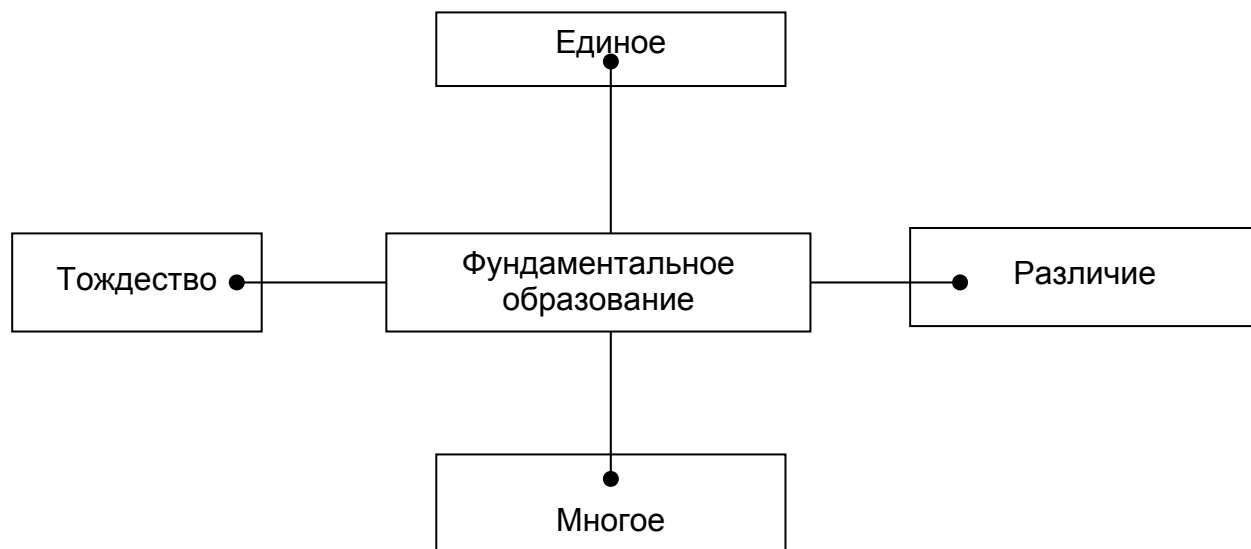 Единое
Тождество
Фундаментальное
образование
Различие
Многое